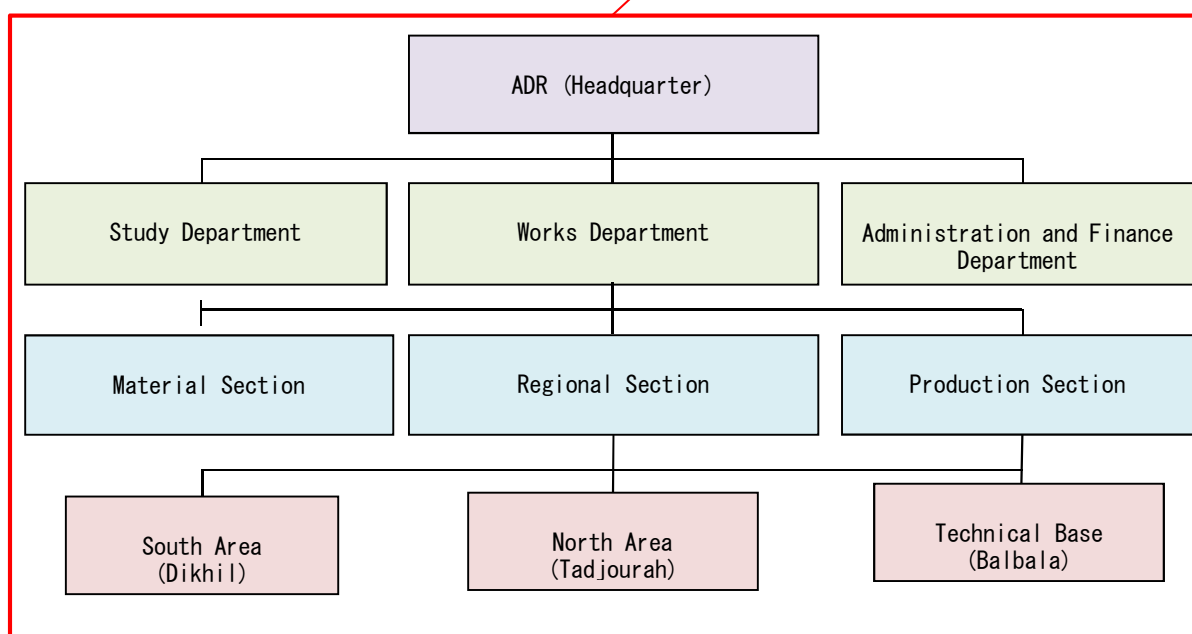 ADR (Headquarter)
Study Department
Works Department
Administration and Finance
Department
Material Section
Regional Section
Production Section
South Area
(Dikhil)
North Area
(Tadjourah)
Technical Base
(Balbala)